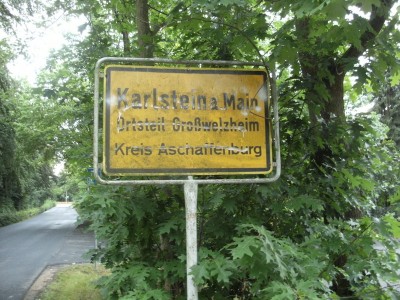 Karlstein a. Main
Ortsteil Großwelzheim
Kreis Aschaffenburg